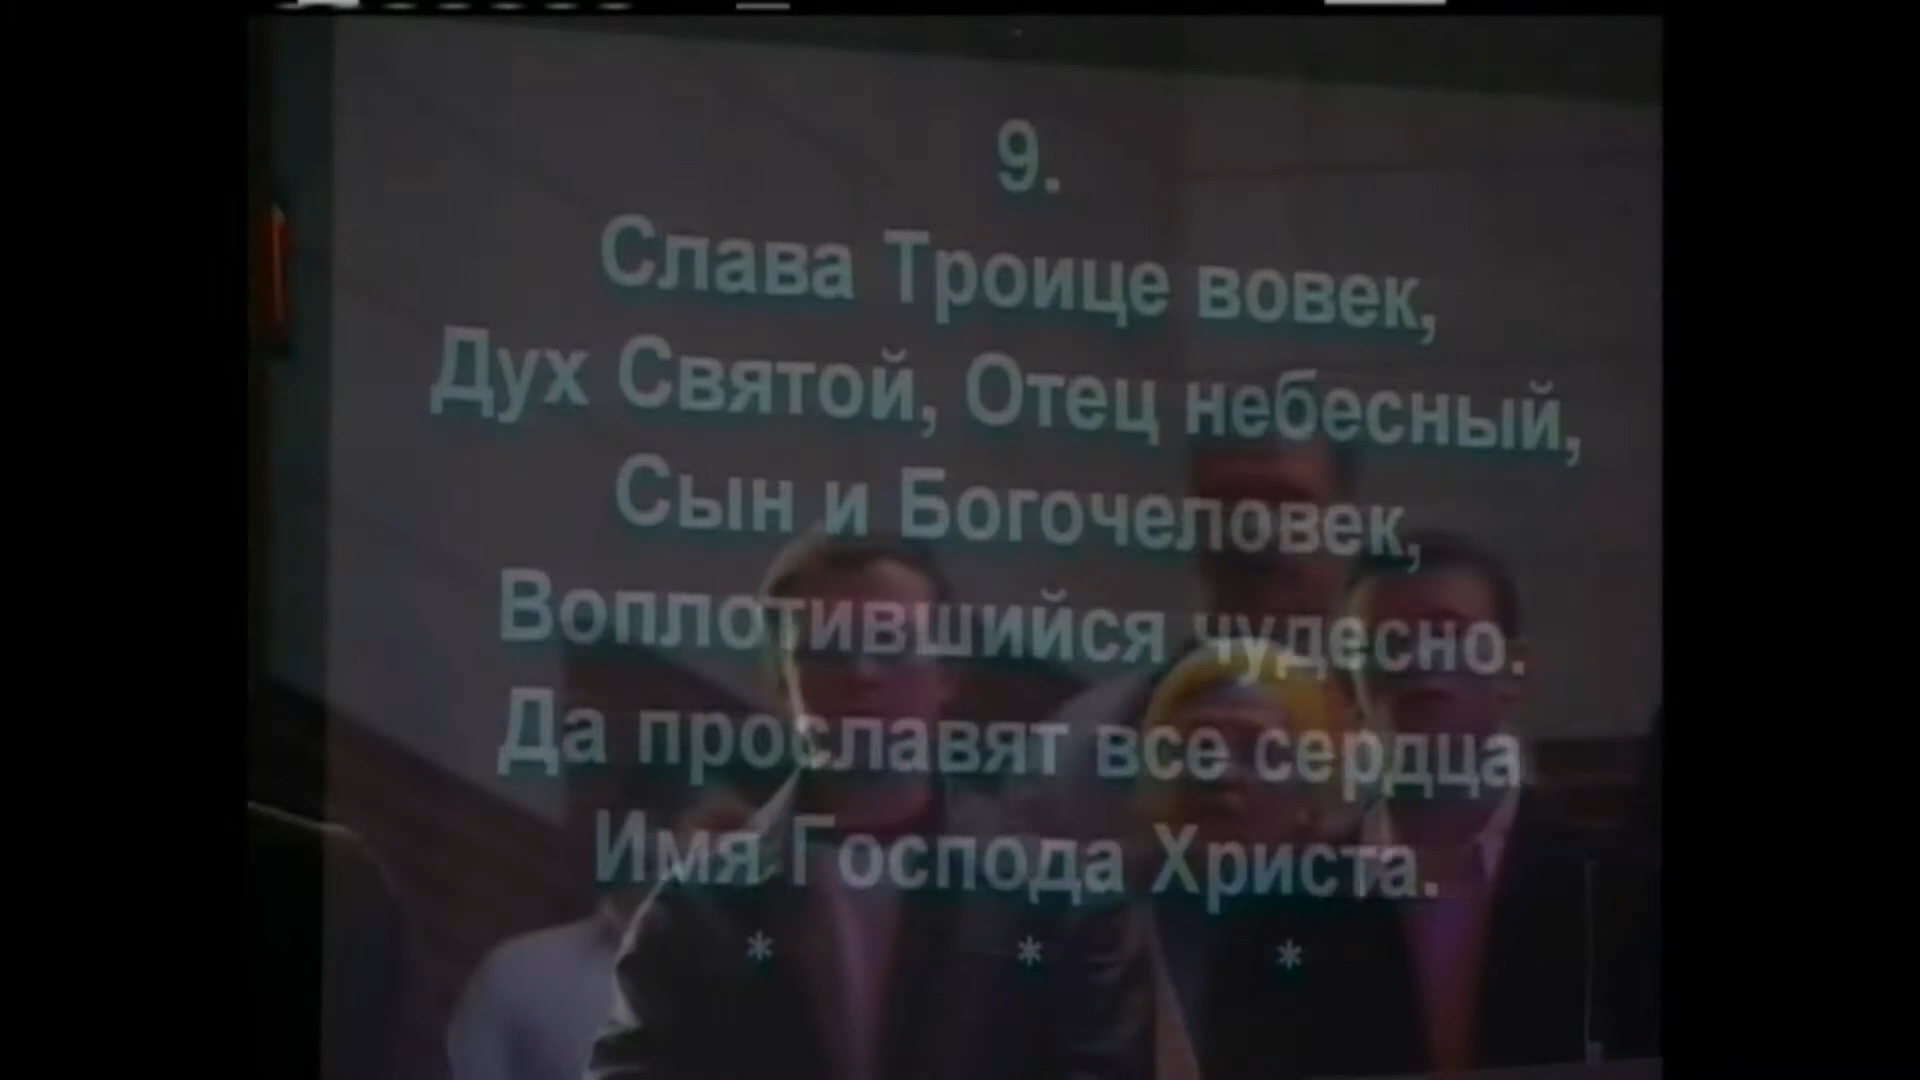 9.
Слава Троице вовек,
Дух Святой, Отец небесный,
Сын и Богочеловек,
Воплотившийся чудесно.
Да прославят все сердца
Имя Господа Христа.
* * *